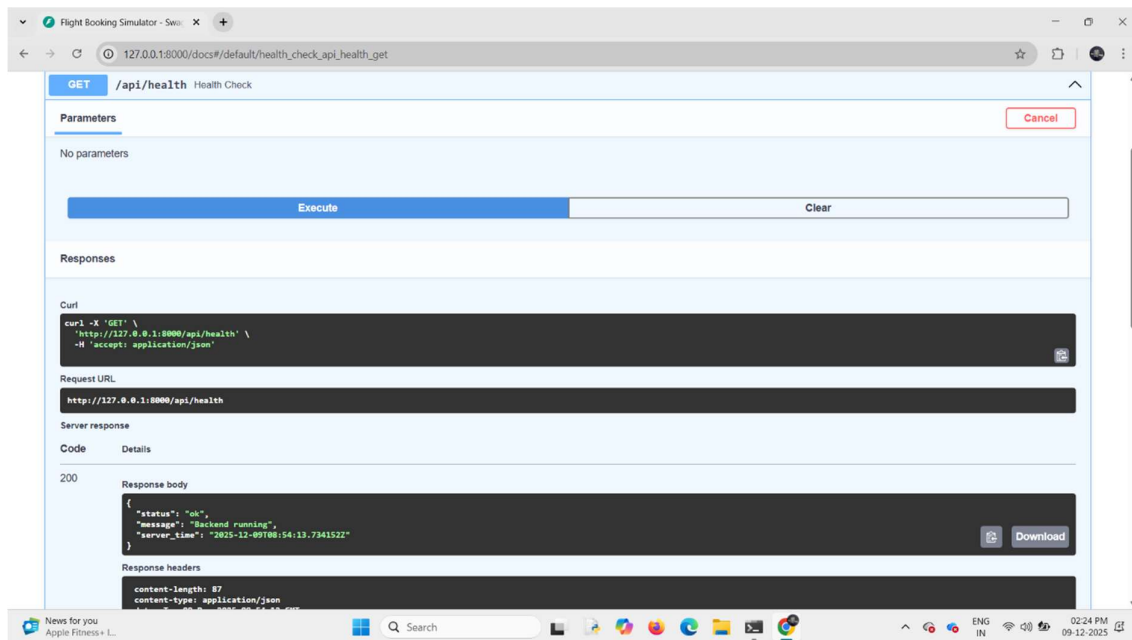 Flight Booking Simulator - Swa
127.0.0.1:8000/docs#/default/health_check_api_health_get
GET /api/health Health Check
Parameters
Cancel
No parameters
Execute
Clear
Responses
Curl
curl -X 'GET' \
'http://127.0.0.1:8000/api/health' \
-H 'accept: application/json'
Request URL
http://127.0.0.1:8000/api/health
Server response
Code Details
200
Response body
{
"status": "ok",
"message": "Backend running",
"server_time": "2025-12-09T08:54:13.734152Z"
}
Download
Response headers
content-length: 87
content-type: application/json
News for you
Apple Fitness+ l...
Search
ENG
IN
02:24 PM
09-12-2025